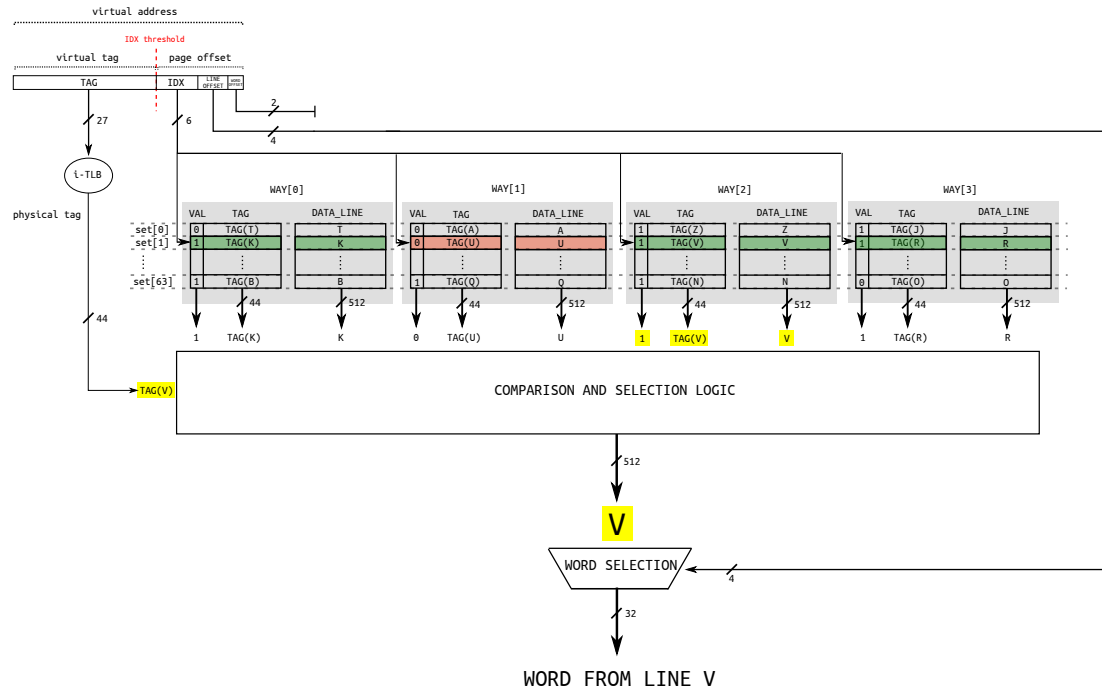 virtual address
IDX threshold
virtual tag page offset
TAG IDX LINE OFFSET WORD OFFSET
2
27 6
4
i-TLB
WAY[0] WAY[1] WAY[2] WAY[3]
physical tag
VAL TAG DATA_LINE VAL TAG DATA_LINE VAL TAG DATA_LINE VAL TAG DATA_LINE
set[0] 0 TAG(T) T 0 TAG(A) A 1 TAG(Z) Z 1 TAG(J) J
set[1] 1 TAG(K) K 0 TAG(U) U 1 TAG(V) V 1 TAG(R) R
set[63] 1 TAG(B) B 1 TAG(Q) Q 1 TAG(N) N 0 TAG(O) O
44 512 44 512 44 512 44 512
44
1 TAG(K) K 0 TAG(U) U 1 TAG(V) V 1 TAG(R) R
TAG(V) COMPARISON AND SELECTION LOGIC
512
V
WORD SELECTION
4
32
WORD FROM LINE V